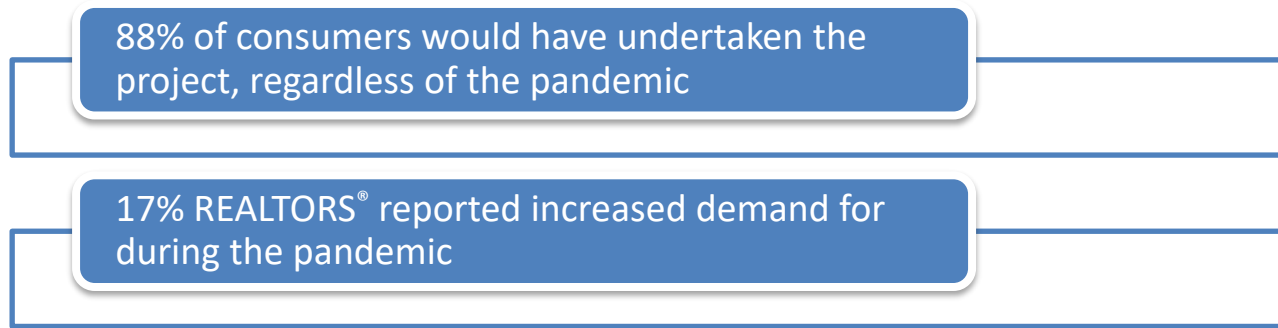 88% of consumers would have undertaken the
project, regardless of the pandemic
17% REALTORS® reported increased demand for
during the pandemic